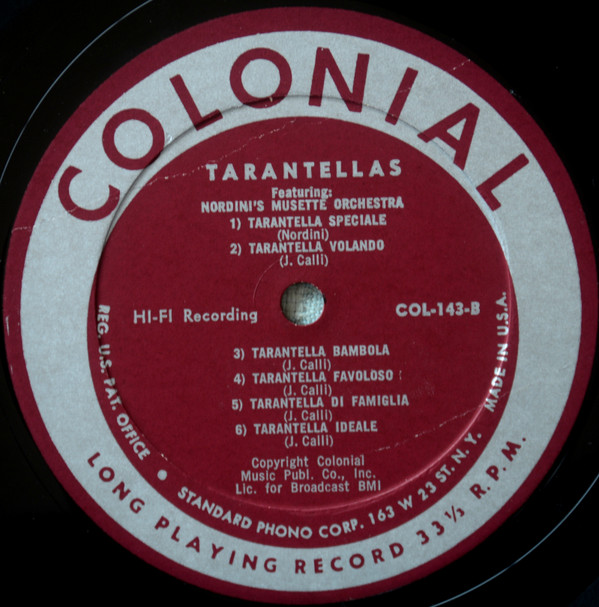 COLONIAL
TARANTELLAS
Featuring:
NORDINI'S MUSETTE ORCHESTRA
1) TARANTELLA SPECIALE
(Nordini)
2) TARANTELLA VOLANDO
(J. Calli)
HI-FI Recording
COL-143-B
3) TARANTELLA BAMBOLA
(J. Calli)
4) TARANTELLA FAVOLOSO
(J. Calli)
5) TARANTELLA DI FAMIGLIA
(J. Calli)
6) TARANTELLA IDEALE
(J. Calli)
Copyright Colonial
Music Publ. Co., Inc.
Lic. for Broadcast BMI
REG. U.S. PAT. OFFICE • STANDARD PHONO CORP. 163 W 23 ST. N.Y. MADE IN U.S.A.
LONG PLAYING RECORD 33⅓ R.P.M.